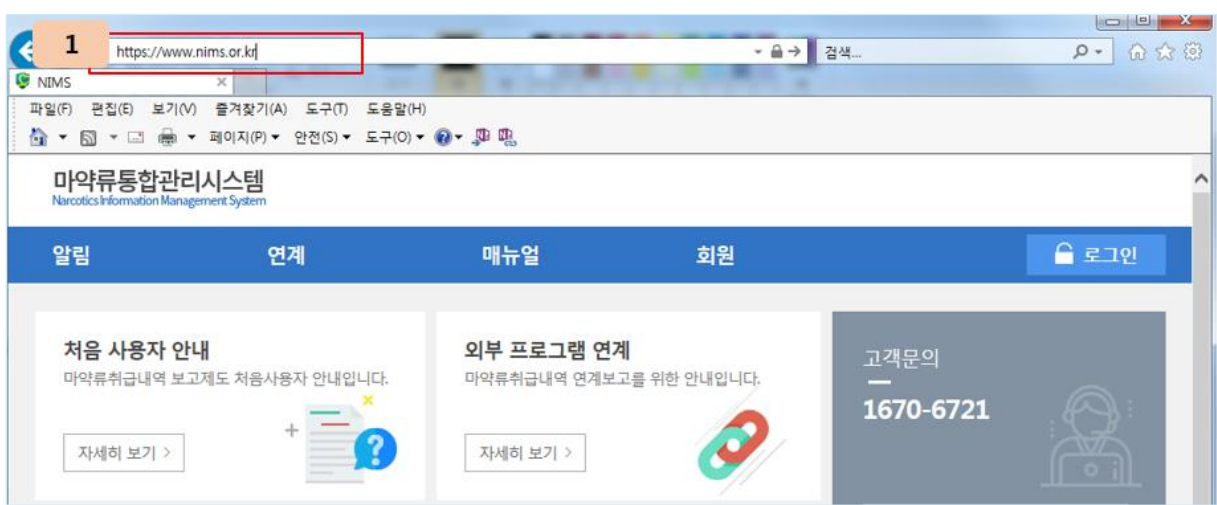 1
https://www.nims.or.kr
검색...
NIMS
파일(F) 편집(E) 보기(V) 즐겨찾기(A) 도구(T) 도움말(H)
페이지(P) 안전(S) 도구(O)
마약류통합관리시스템
Narcotics Information Management System
알림 연계 매뉴얼 회원 로그인
처음 사용자 안내
마약류취급내역 보고제도 처음사용자 안내입니다.
자세히 보기 >
외부 프로그램 연계
마약류취급내역 연계보고를 위한 안내입니다.
자세히 보기 >
고객문의
1670-6721